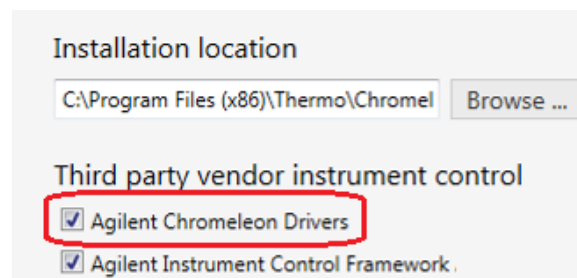 Installation location
C:\Program Files (x86)\Thermo\Chromel Browse ...
Third party vendor instrument control
Agilent Chromeleon Drivers
Agilent Instrument Control Framework